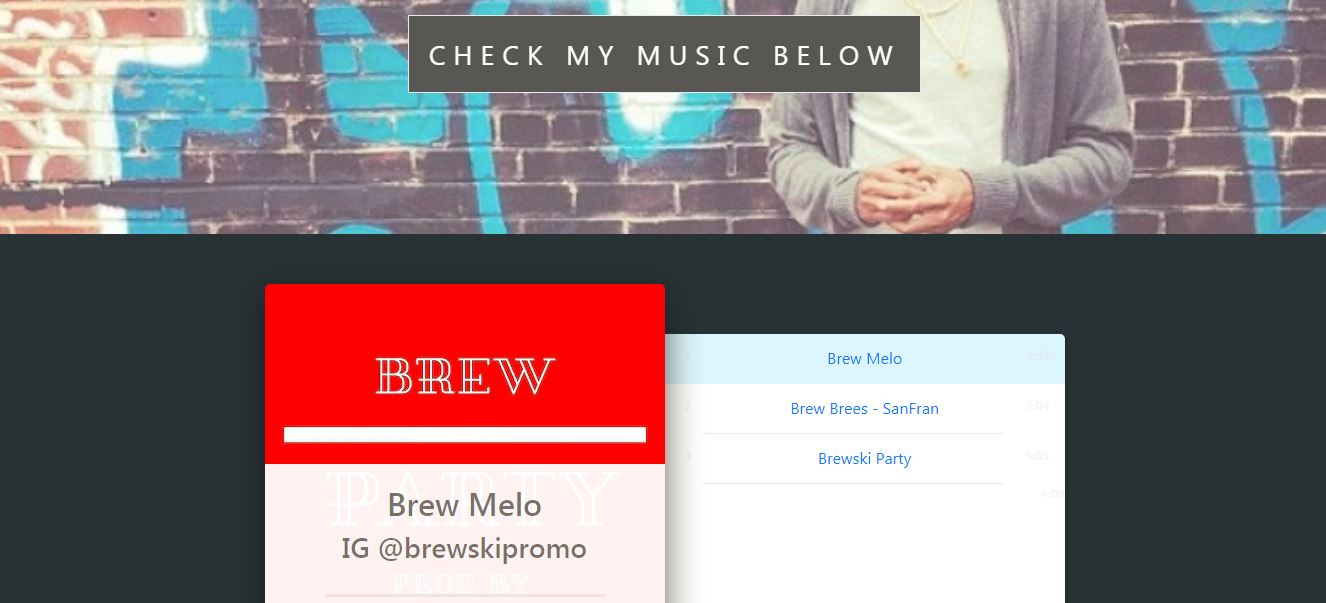 CHECK MY MUSIC BELOW
BREW
PARTY
Brew Melo
IG @brewskipromo
PROD BY
1 Brew Melo 2:54
2 Brew Brees - SanFran 3:04
3 Brewski Party 5:05
4:00